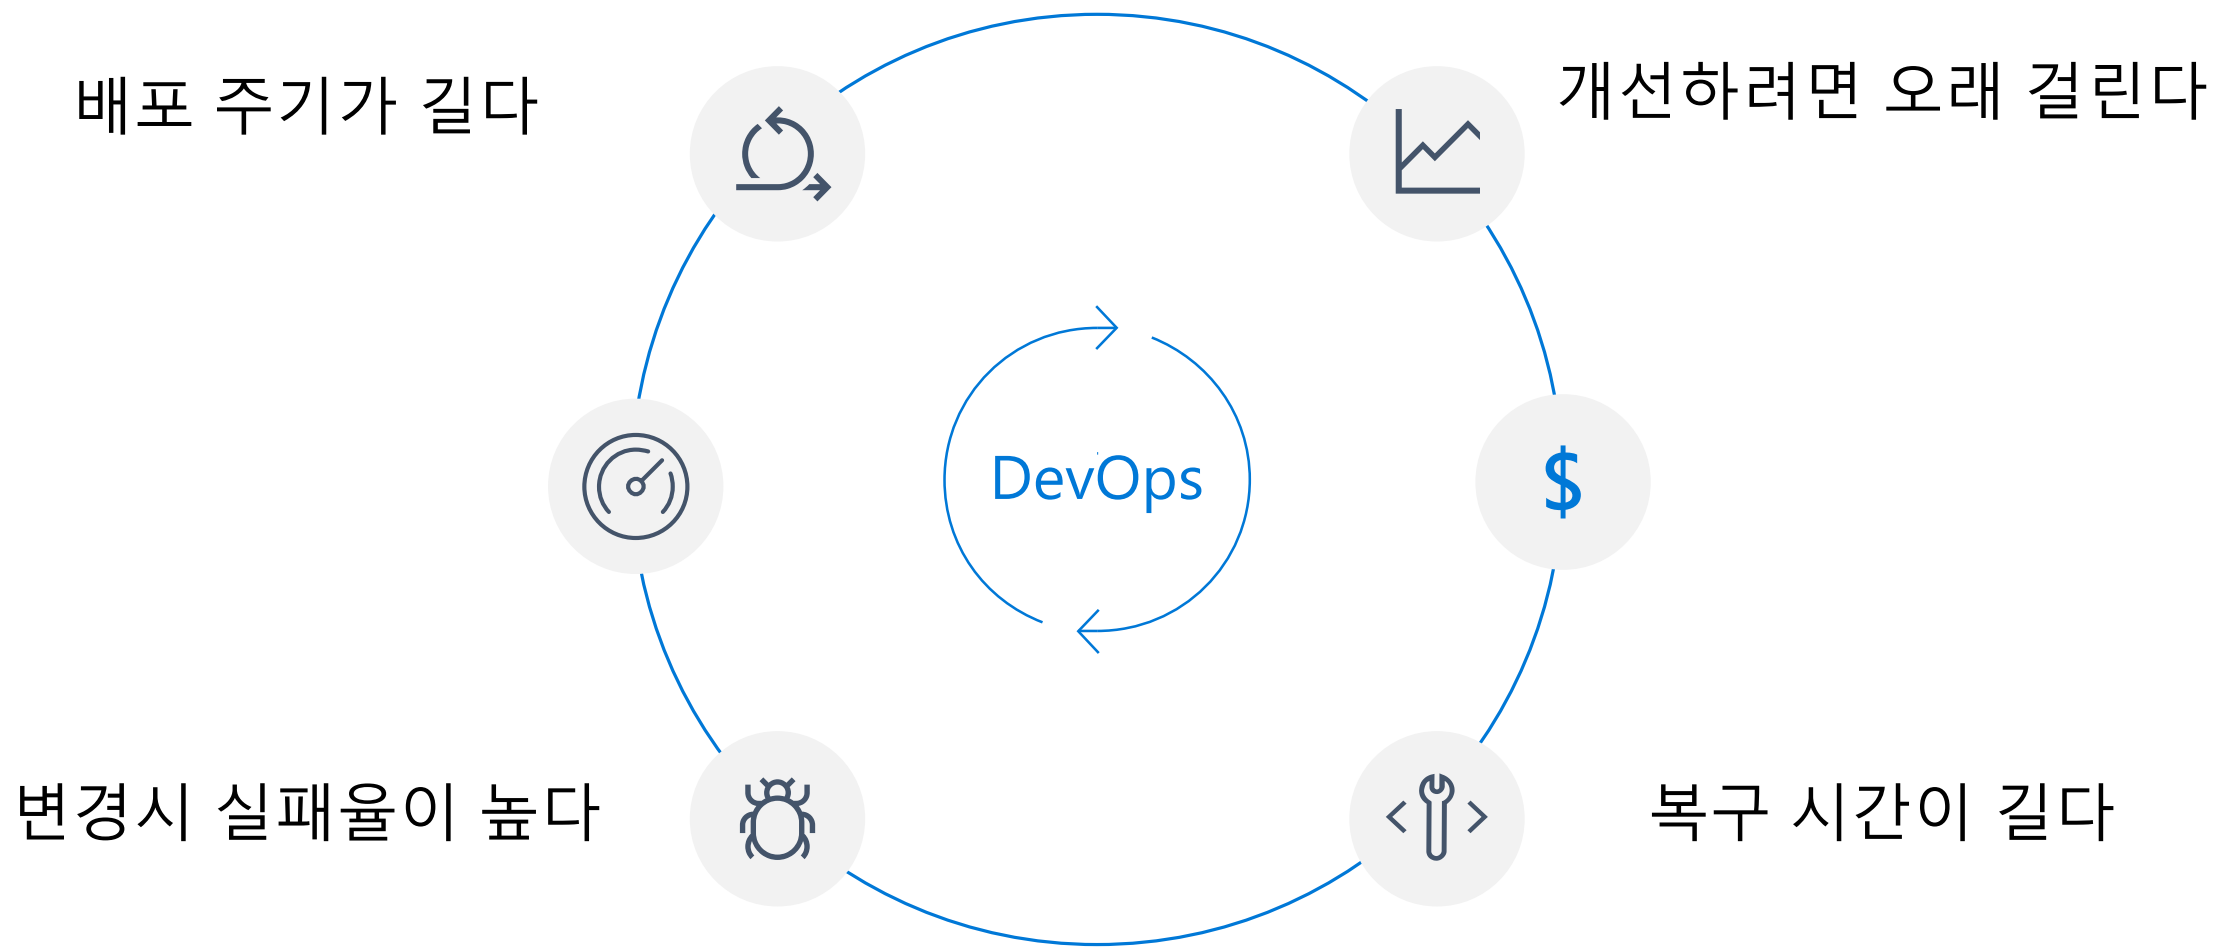 배포 주기가 길다
개선하려면 오래 걸린다
DevOps
$
변경시 실패율이 높다
복구 시간이 길다